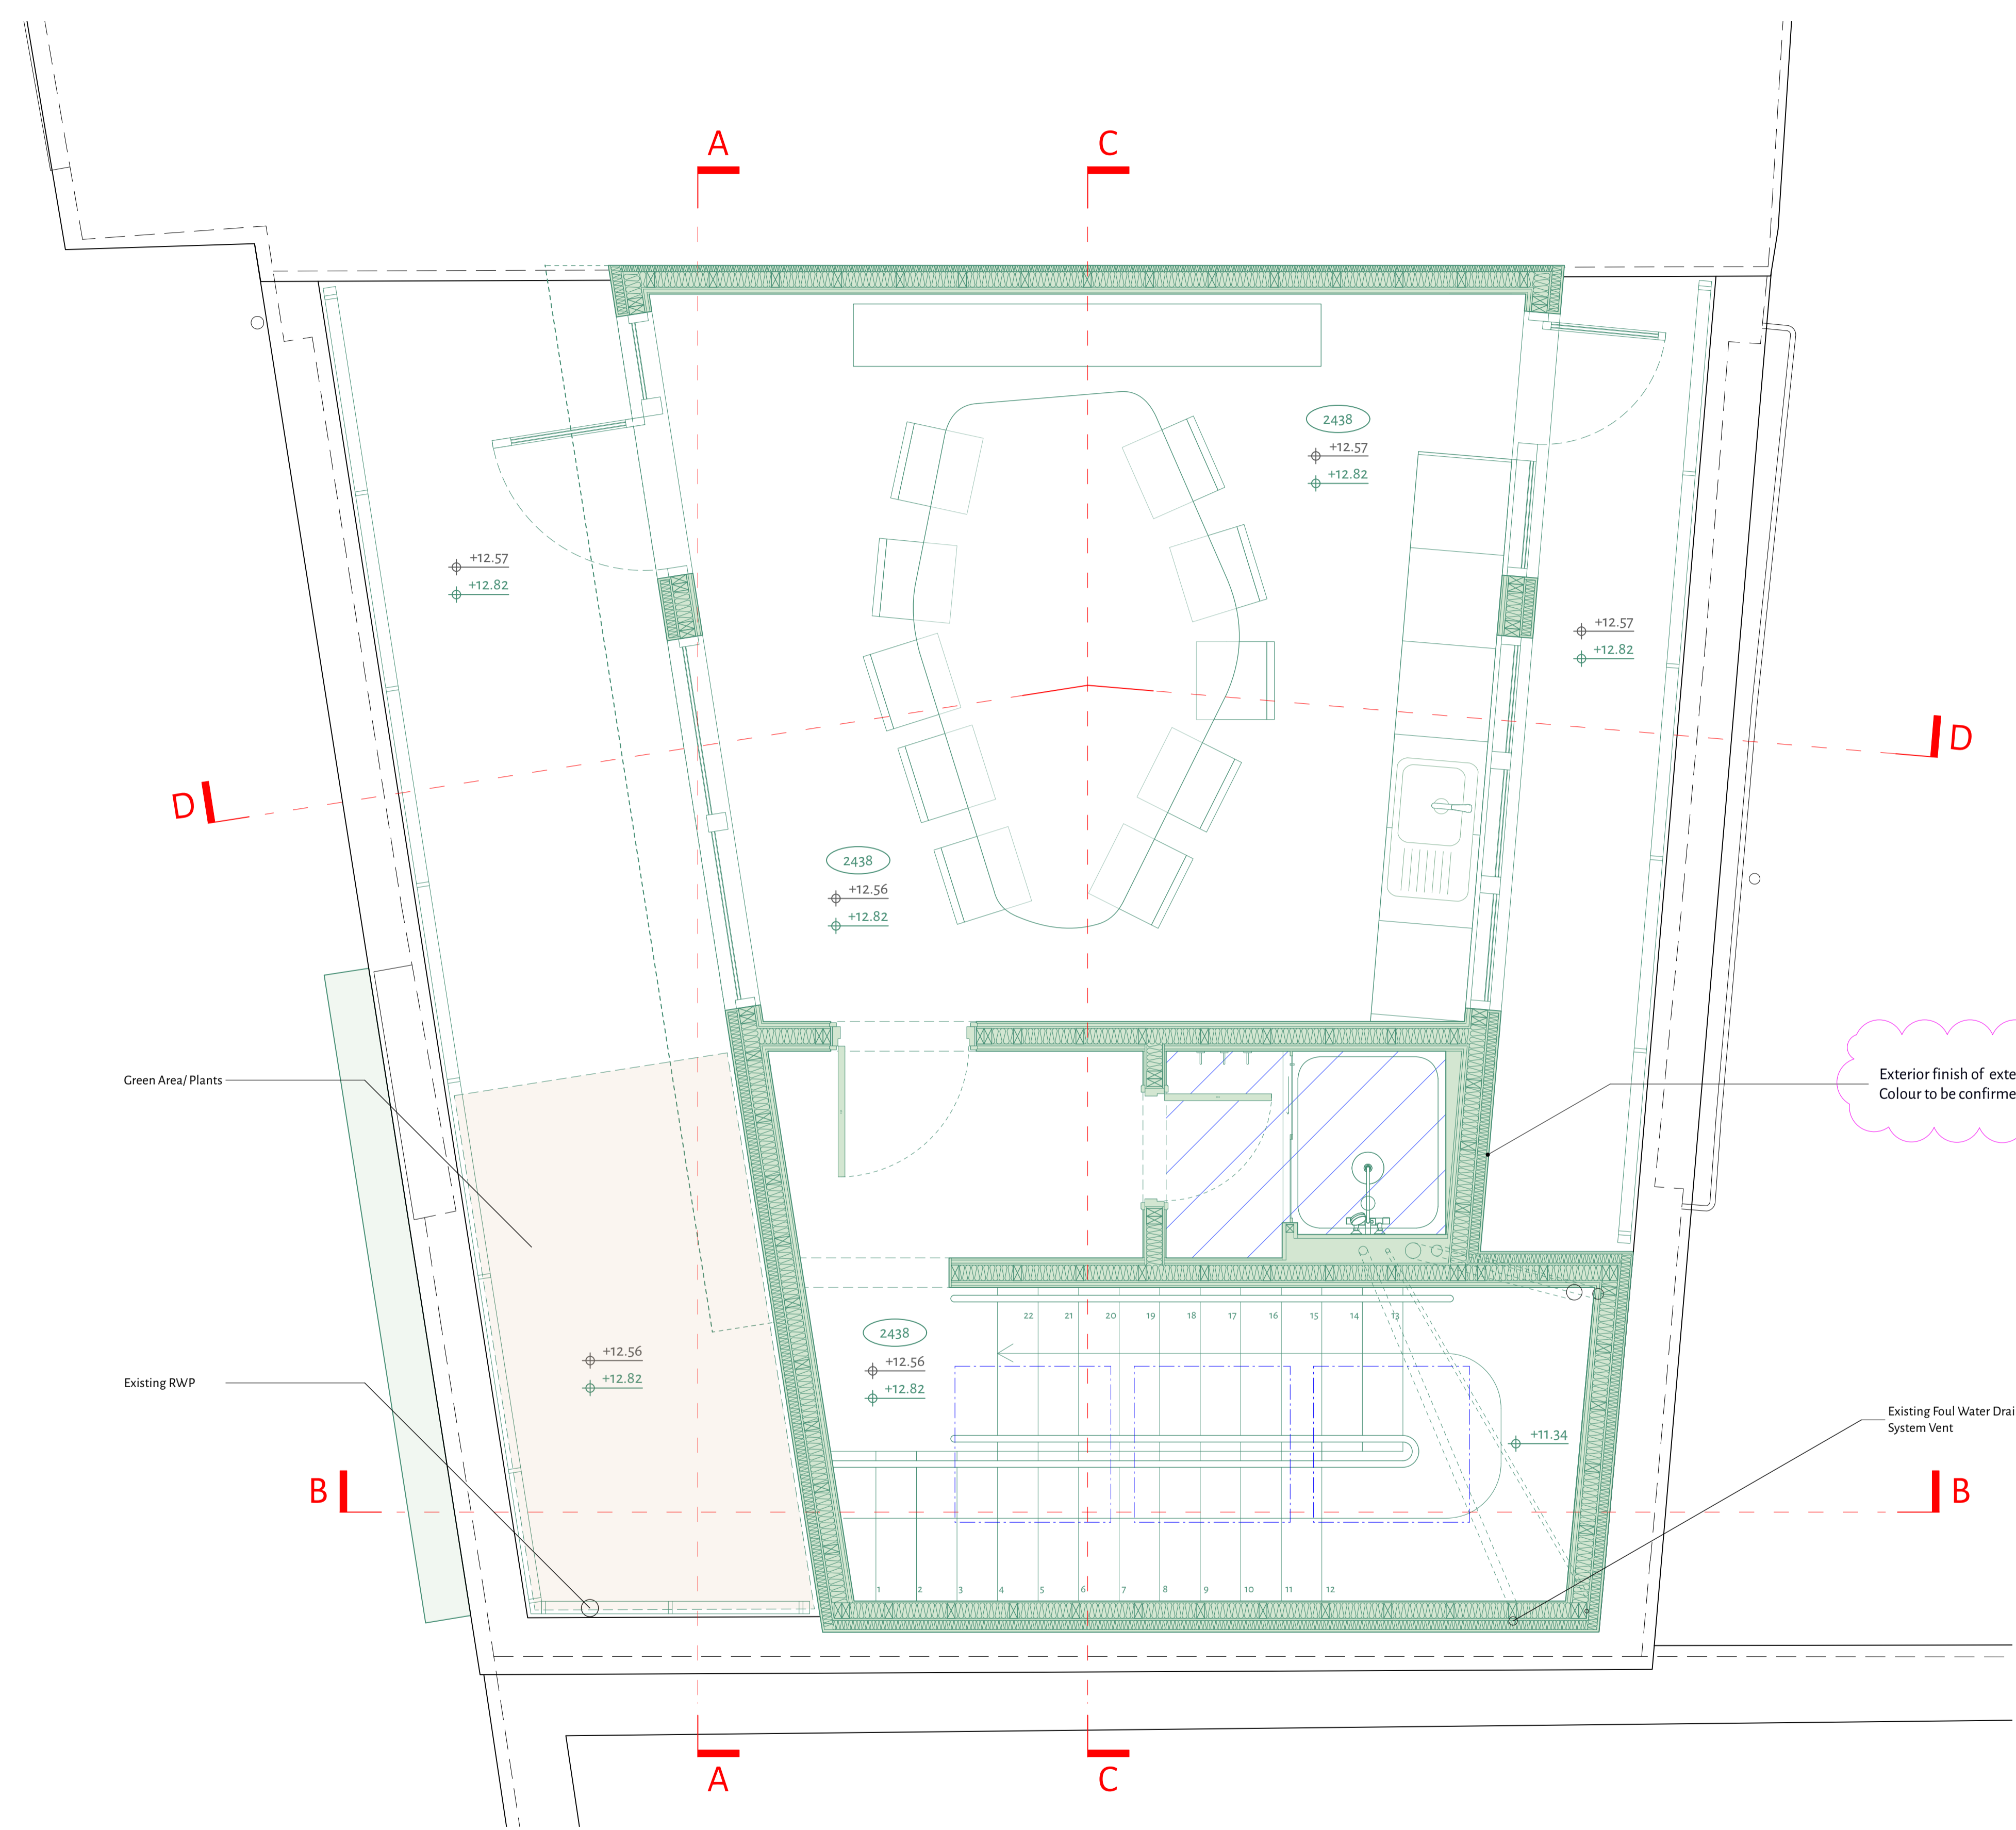 A
C
2438
+12.57
+12.82
+12.57
+12.82
+12.57
+12.82
D
D
2438
+12.56
+12.82
Green Area/ Plants
Exterior finish of exte
Colour to be confirme
22 21 20 19 18 17 16 15 14 13
2438
+12.56
+12.82
+12.56
+12.82
Existing RWP
Existing Foul Water Drai
System Vent
+11.34
B
B
1 2 3 4 5 6 7 8 9 10 11 12
A
C